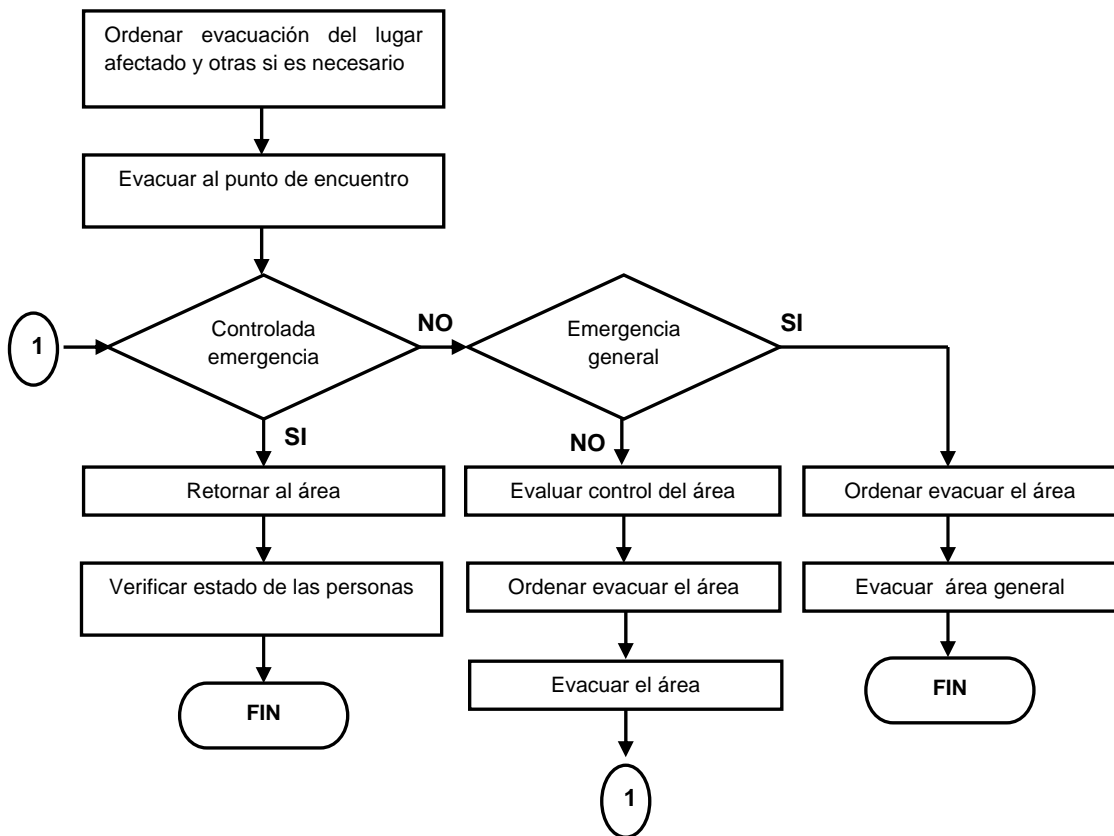 Ordenar evacuación del lugar
afectado y otras si es necesario
Evacuar al punto de encuentro
1
Controlada
emergencia
NO
Emergencia
general
SI
SI
NO
Retornar al área
Evaluar control del área
Ordenar evacuar el área
Verificar estado de las personas
Ordenar evacuar el área
Evacuar área general
Evacuar el área
FIN
FIN
1